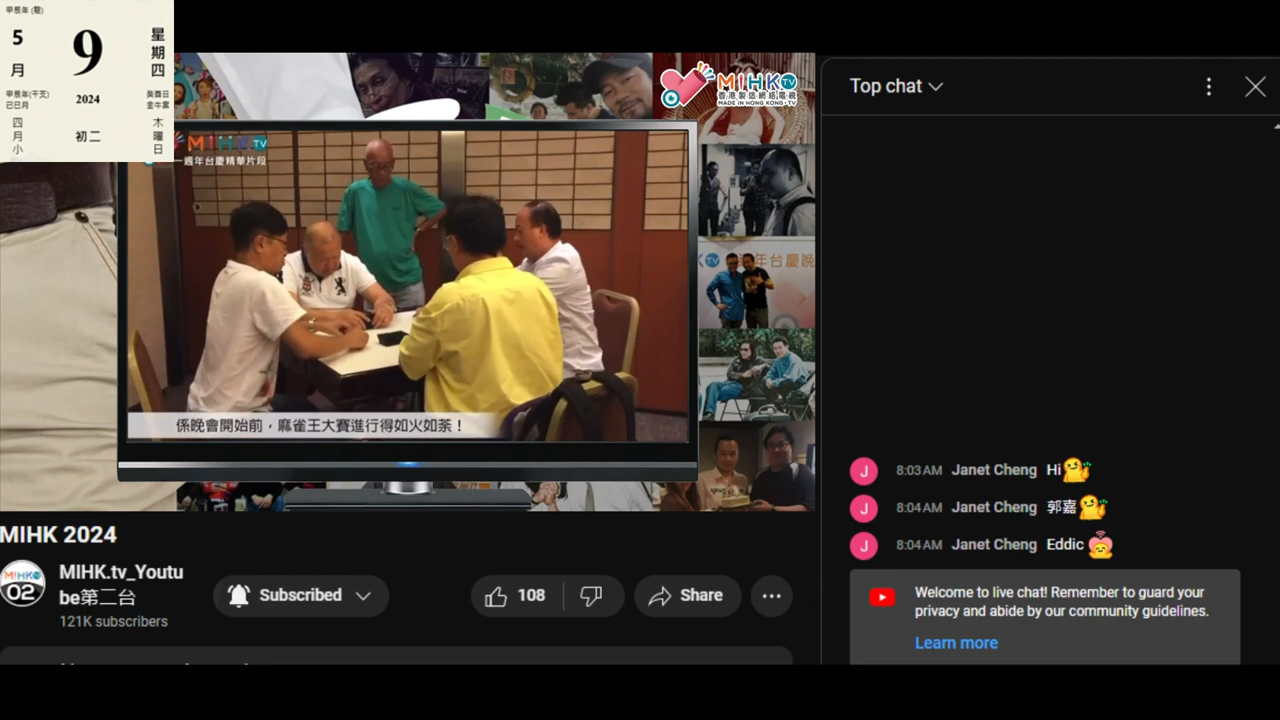 甲辰年 (龍)
5
月
9
2024
星期四
甲辰年(干支)
己巳月
癸酉日
金牛宮
四月小
初二
木曜日
MIHK TV
香港製造網絡電視
MADE IN HONG KONG • TV
MIHK.TV
一週年台慶精華片段
年台慶晚
係晚會開始前，麻雀王大賽進行得如火如荼！
MIHK 2024
MIHK TV
02
MIHK.tv_Youtu
be第二台
121K subscribers
Subscribed
108
Share
Top chat
J 8:03 AM Janet Cheng Hi
J 8:04 AM Janet Cheng 郭嘉
J 8:04 AM Janet Cheng Eddic
Welcome to live chat! Remember to guard your
privacy and abide by our community guidelines.
Learn more